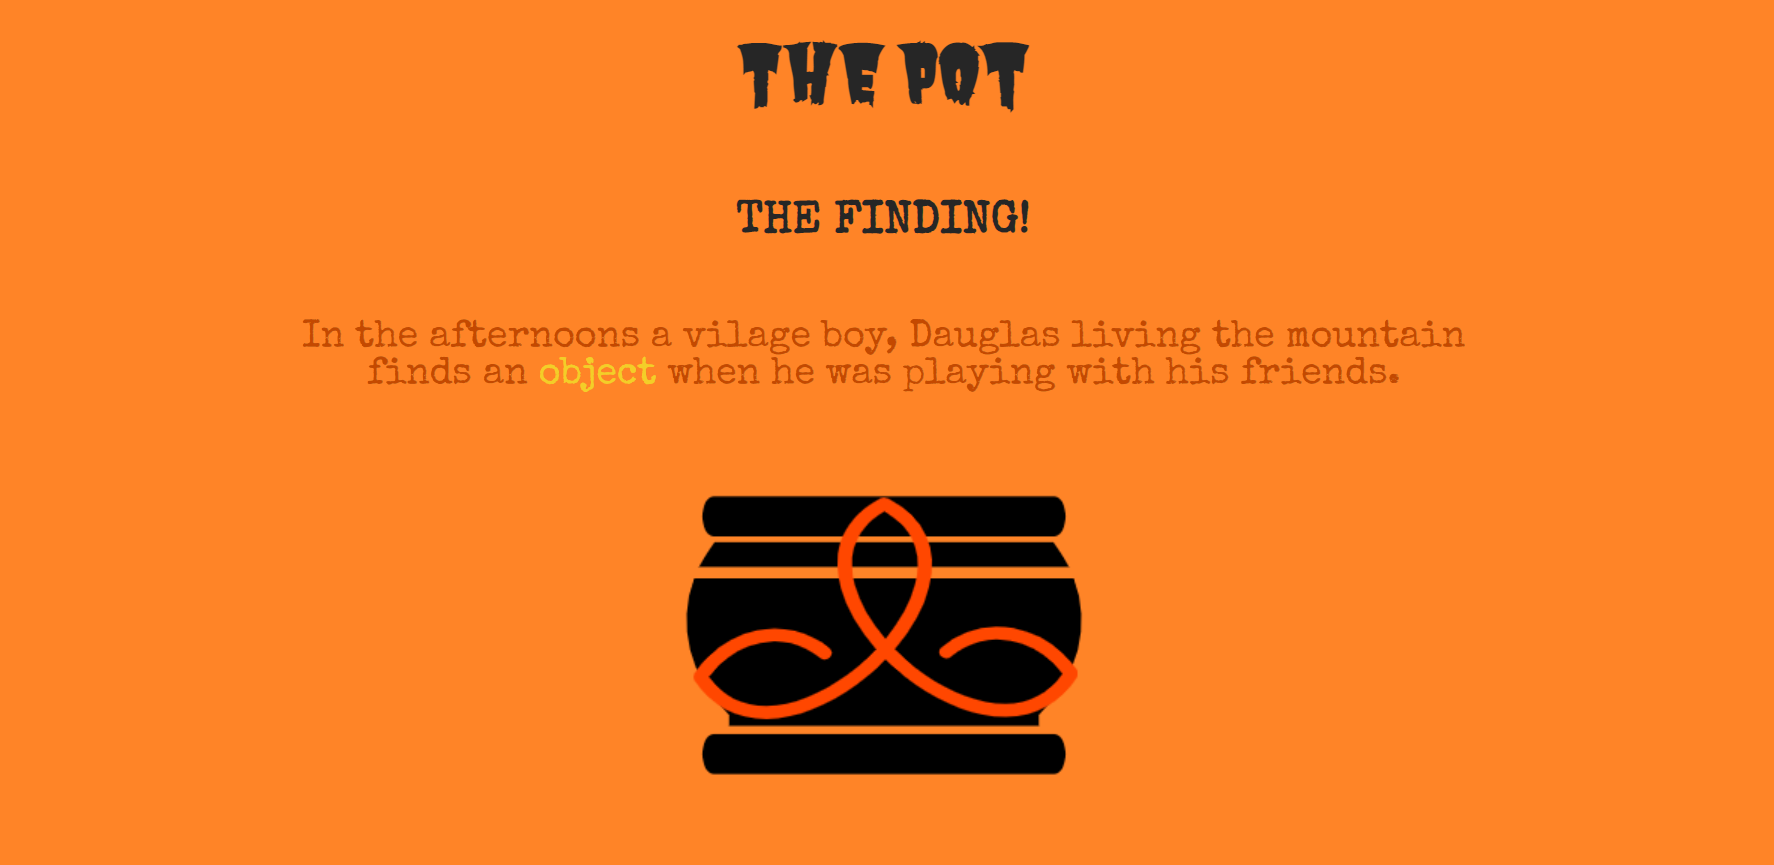 THE POT
THE FINDING!
In the afternoons a vilage boy, Dauglas living the mountain
finds an object when he was playing with his friends.